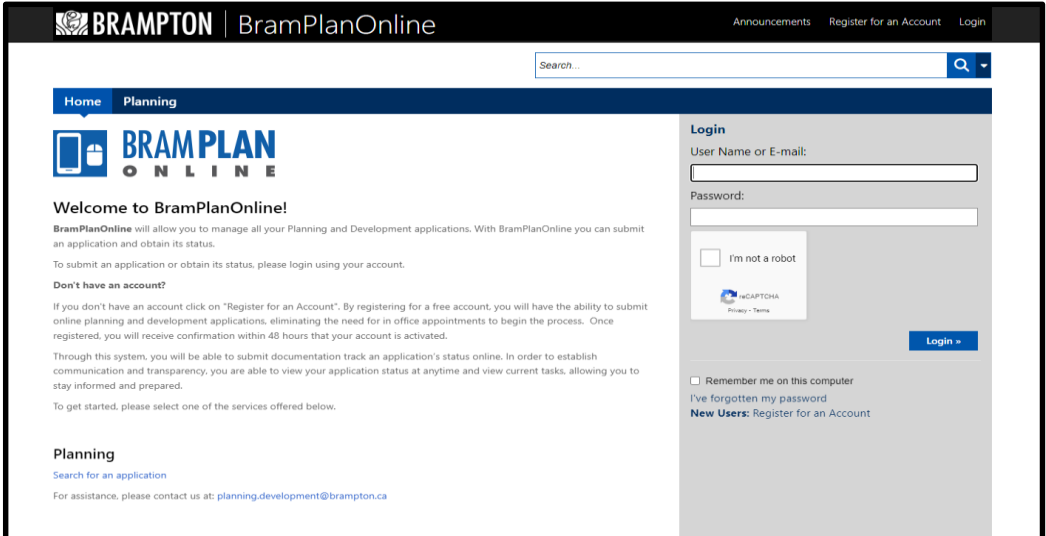 BRAMPTON | BramPlanOnline
Announcements Register for an Account Login
Search...
Home Planning
BRAMPLAN
ONLINE
Welcome to BramPlanOnline!
BramPlanOnline will allow you to manage all your Planning and Development applications. With BramPlanOnline you can submit
an application and obtain its status.
To submit an application or obtain its status, please login using your account.
Don't have an account?
If you don't have an account click on "Register for an Account". By registering for a free account, you will have the ability to submit
online planning and development applications, eliminating the need for in office appointments to begin the process. Once
registered, you will receive confirmation within 48 hours that your account is activated.
Through this system, you will be able to submit documentation track an application's status online. In order to establish
communication and transparency, you are able to view your application status at anytime and view current tasks, allowing you to
stay informed and prepared.
To get started, please select one of the services offered below.
Planning
Search for an application
For assistance, please contact us at: planning.development@brampton.ca
Login
User Name or E-mail:
Password:
I'm not a robot
reCAPTCHA
Privacy - Terms
Login »
Remember me on this computer
I've forgotten my password
New Users: Register for an Account